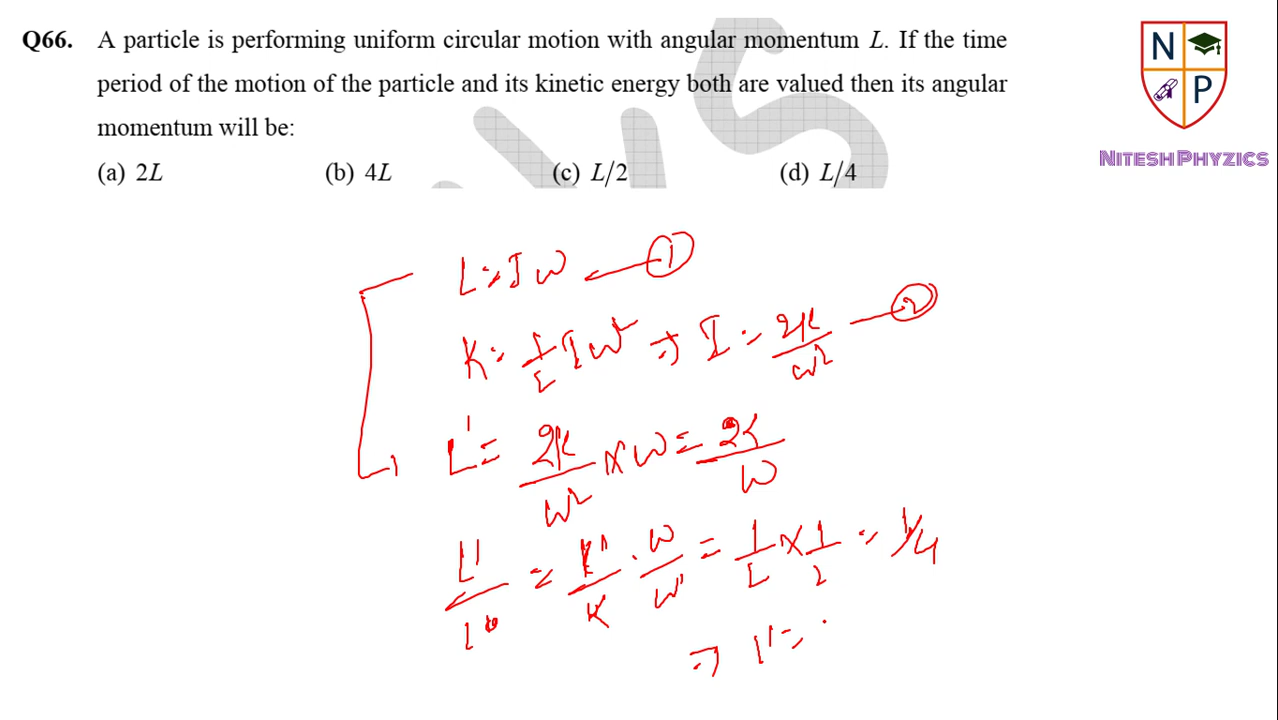 Q66. A particle is performing uniform circular motion with angular momentum L. If the time
period of the motion of the particle and its kinetic energy both are valued then its angular
momentum will be:
(a) 2L (b) 4L (c) L/2 (d) L/4
N P
NITESH PHYZICS
L = I ω ①
K = 1/2 I ω² ⇒ I = 2K/ω² ②
L' = 2K/ω² × ω = 2K/ω
L'/L = K'/K · ω/ω' = 1/2 × 1/2 = 1/4
⇒ L' =